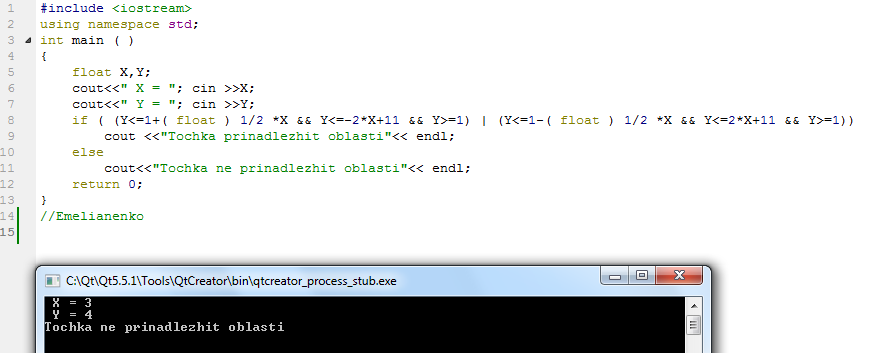 1 #include <iostream>
2 using namespace std;
3 int main ( )
4 {
5 float X,Y;
6 cout<<" X = "; cin >>X;
7 cout<<" Y = "; cin >>Y;
8 if ( (Y<=1+( float ) 1/2 *X && Y<=-2*X+11 && Y>=1) | (Y<=1-( float ) 1/2 *X && Y<=2*X+11 && Y>=1))
9 cout <<"Tochka prinadlezhit oblasti"<< endl;
10 else
11 cout<<"Tochka ne prinadlezhit oblasti"<< endl;
12 return 0;
13 }
14 //Emelianenko
15
C:\Qt\Qt5.5.1\Tools\QtCreator\bin\qtcreator_process_stub.exe
X = 3
Y = 4
Tochka ne prinadlezhit oblasti